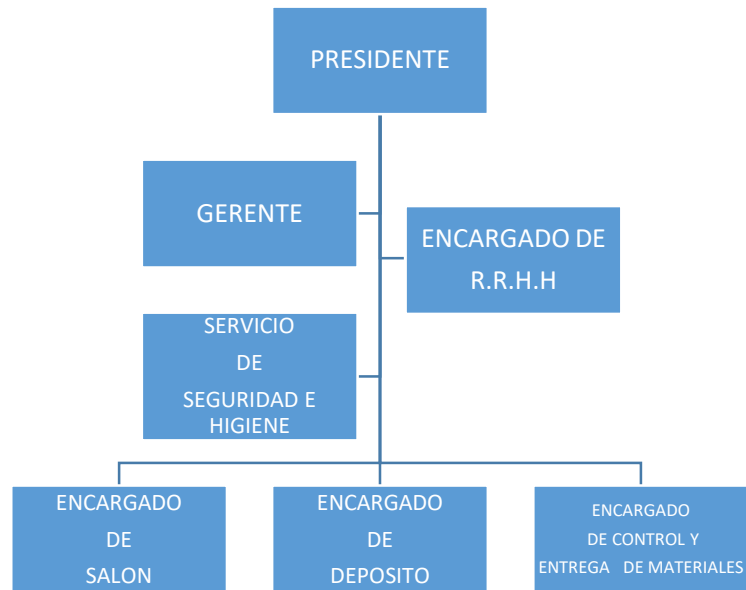 PRESIDENTE
GERENTE
ENCARGADO DE
R.R.H.H
SERVICIO
DE
SEGURIDAD E
HIGIENE
ENCARGADO
DE
SALON
ENCARGADO
DE
DEPOSITO
ENCARGADO
DE CONTROL Y
ENTREGA DE MATERIALES